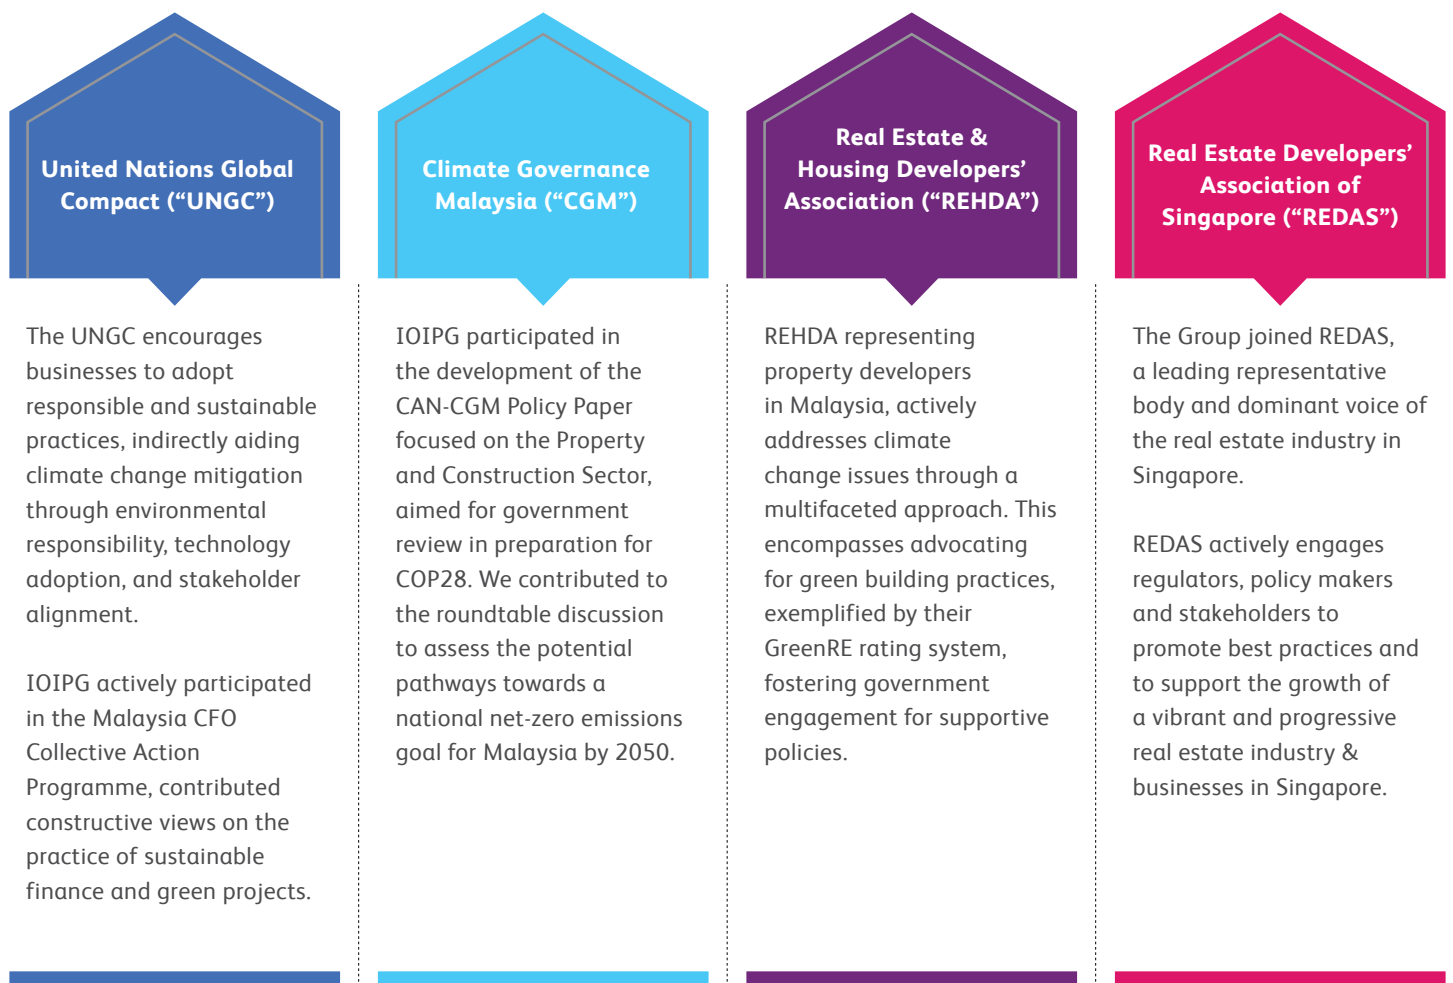 United Nations Global
Compact (“UNGC”)
The UNGC encourages
businesses to adopt
responsible and sustainable
practices, indirectly aiding
climate change mitigation
through environmental
responsibility, technology
adoption, and stakeholder
alignment.
IOIPG actively participated
in the Malaysia CFO
Collective Action
Programme, contributed
constructive views on the
practice of sustainable
finance and green projects.
Climate Governance
Malaysia (“CGM”)
IOIPG participated in
the development of the
CAN-CGM Policy Paper
focused on the Property
and Construction Sector,
aimed for government
review in preparation for
COP28. We contributed to
the roundtable discussion
to assess the potential
pathways towards a
national net-zero emissions
goal for Malaysia by 2050.
Real Estate &
Housing Developers’
Association (“REHDA”)
REHDA representing
property developers
in Malaysia, actively
addresses climate
change issues through a
multifaceted approach. This
encompasses advocating
for green building practices,
exemplified by their
GreenRE rating system,
fostering government
engagement for supportive
policies.
Real Estate Developers’
Association of
Singapore (“REDAS”)
The Group joined REDAS,
a leading representative
body and dominant voice of
the real estate industry in
Singapore.
REDAS actively engages
regulators, policy makers
and stakeholders to
promote best practices and
to support the growth of
a vibrant and progressive
real estate industry &
businesses in Singapore.